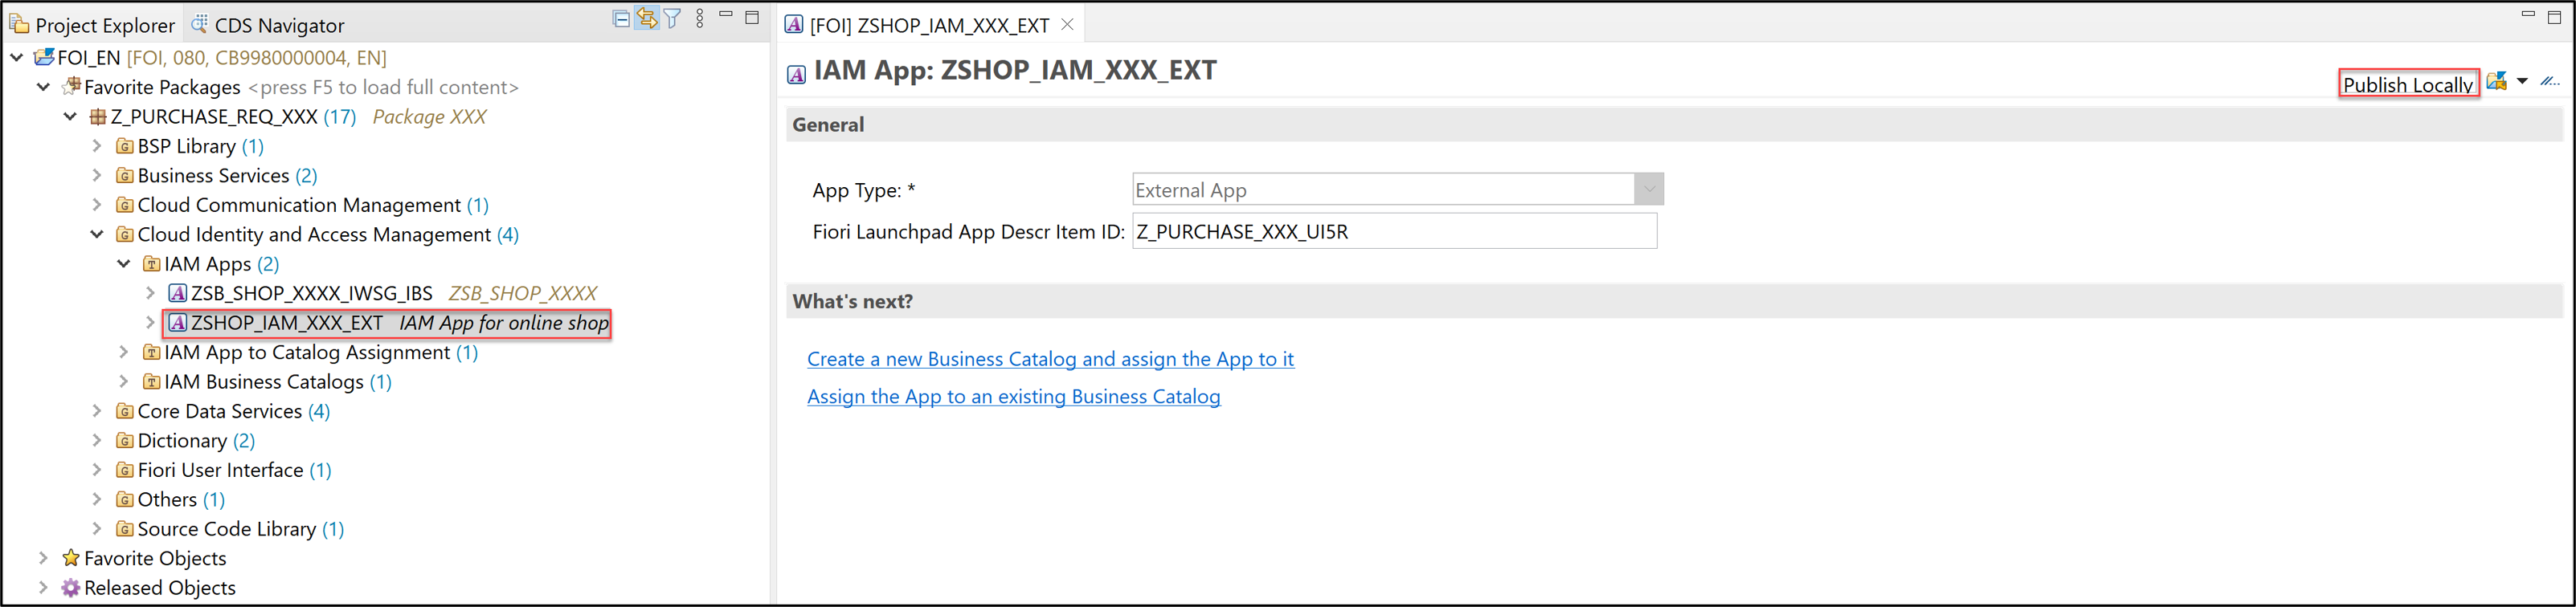 Project Explorer CDS Navigator
FOI_EN [FOI, 080, CB9980000004, EN]
Favorite Packages <press F5 to load full content>
Z_PURCHASE_REQ_XXX (17) Package XXX
BSP Library (1)
Business Services (2)
Cloud Communication Management (1)
Cloud Identity and Access Management (4)
IAM Apps (2)
ZSB_SHOP_XXXX_IWSG_IBS ZSB_SHOP_XXXX
ZSHOP_IAM_XXX_EXT IAM App for online shop
IAM App to Catalog Assignment (1)
IAM Business Catalogs (1)
Core Data Services (4)
Dictionary (2)
Fiori User Interface (1)
Others (1)
Source Code Library (1)
Favorite Objects
Released Objects
[FOI] ZSHOP_IAM_XXX_EXT
IAM App: ZSHOP_IAM_XXX_EXT
Publish Locally
General
App Type: * External App
Fiori Launchpad App Descr Item ID: Z_PURCHASE_XXX_UI5R
What's next?
Create a new Business Catalog and assign the App to it
Assign the App to an existing Business Catalog